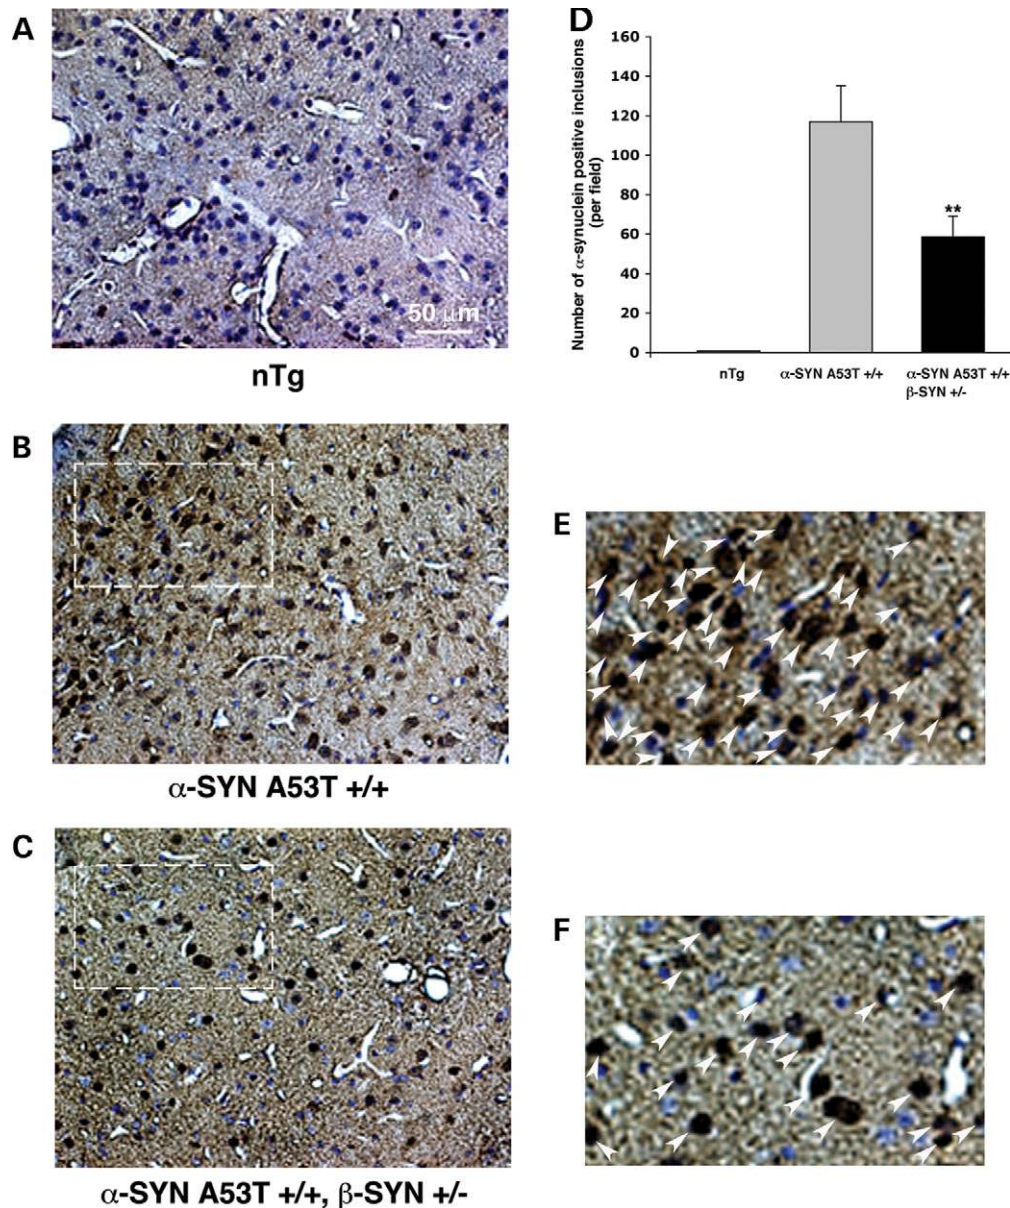 A
50 μm
nTg
D
Number of α-synuclein positive inclusions
(per field)
160
140
120
100
80
60
40
20
0
**
nTg
α-SYN A53T +/+
α-SYN A53T +/+
β-SYN +/-
B
α-SYN A53T +/+
E
C
α-SYN A53T +/+, β-SYN +/-
F